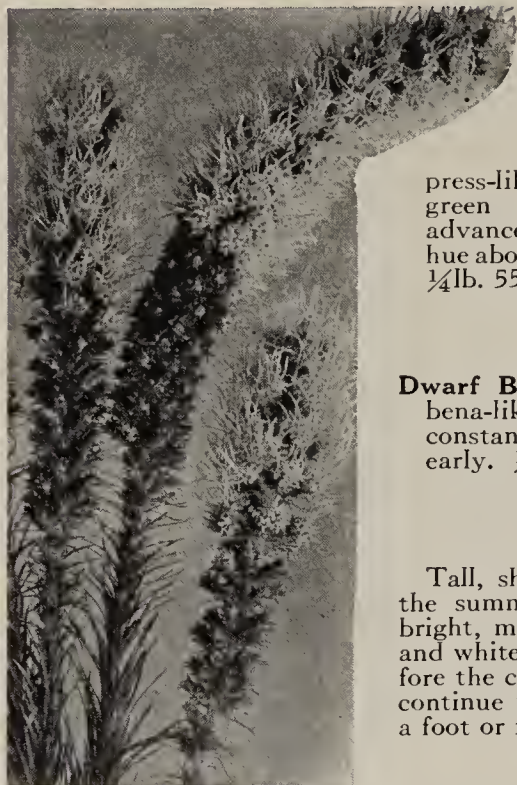 press-lik
green
advance
hue abo
¼lb. 55
Dwarf B
bena-lik
constan
early.
Tall, sh
the summ
bright, m
and white
fore the c
continue
a foot or